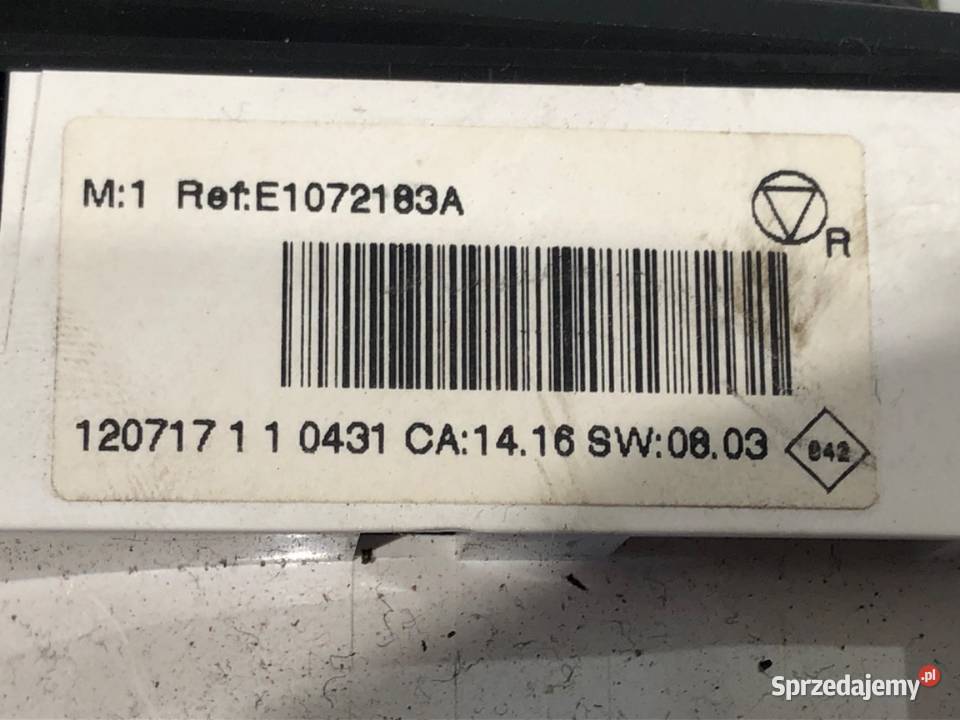 M:1 Ref:E1072183A
R
120717 1 1 0431 CA:14.16 SW:08.03
842
Sprzedajemy.pl